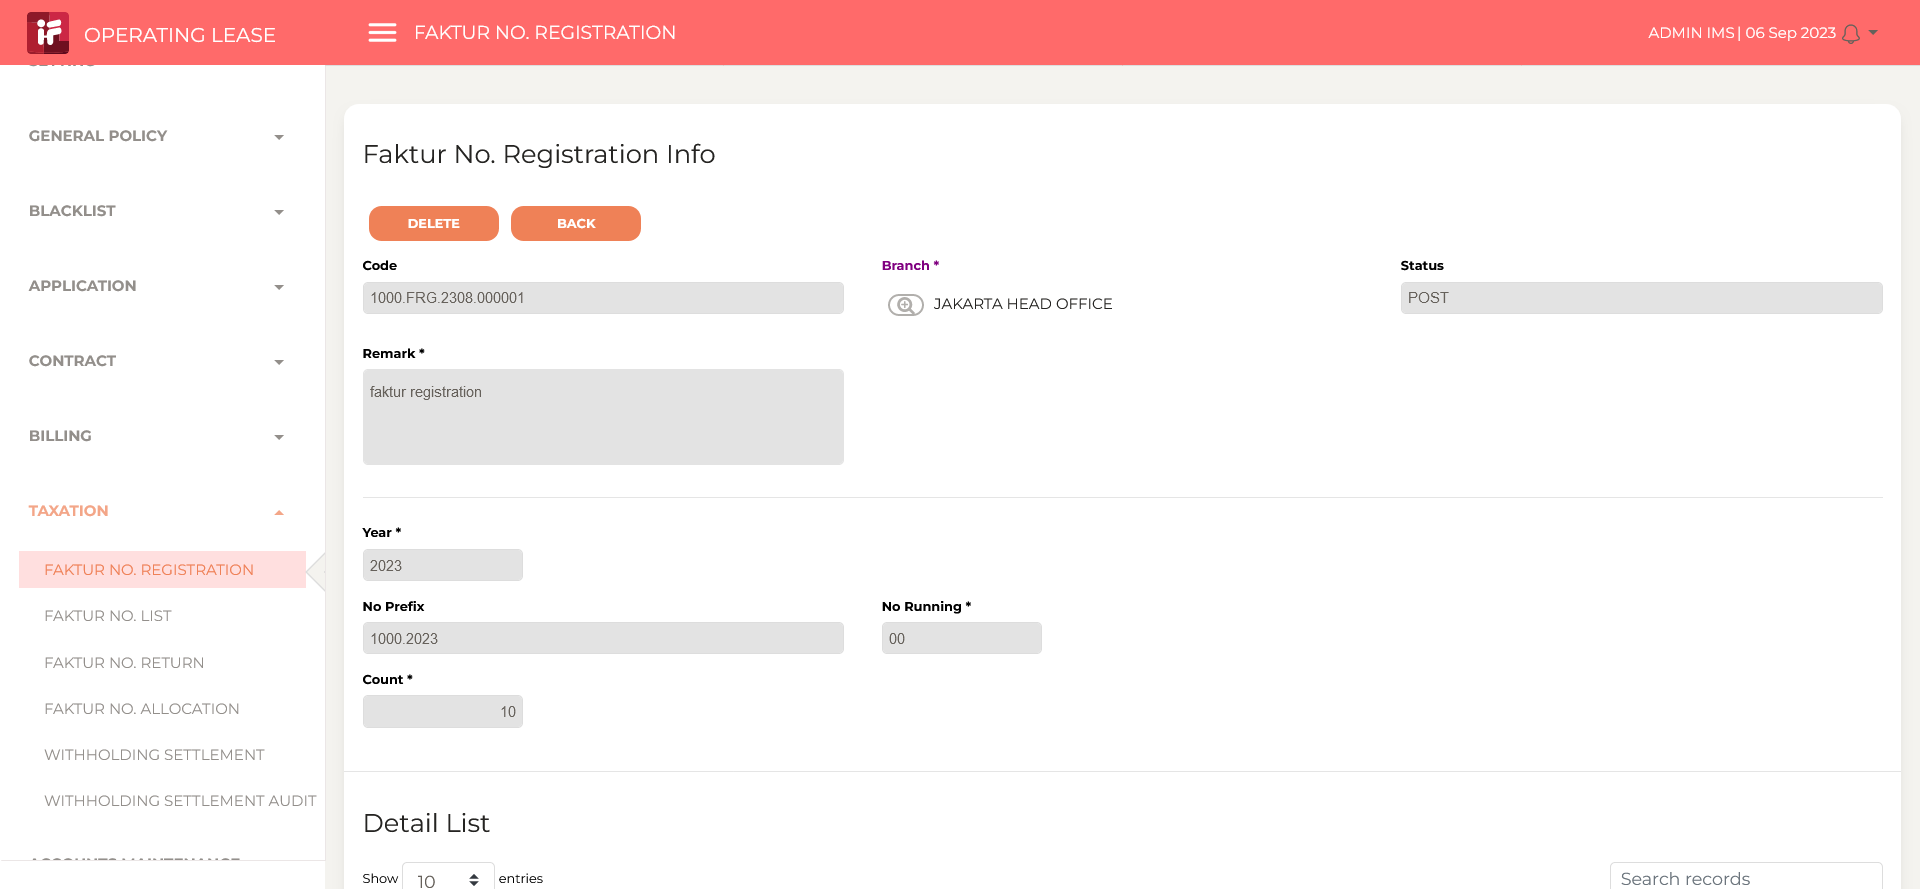 OPERATING LEASE
FAKTUR NO. REGISTRATION
ADMIN IMS | 06 Sep 2023
GENERAL POLICY
BLACKLIST
APPLICATION
CONTRACT
BILLING
TAXATION
FAKTUR NO. REGISTRATION
FAKTUR NO. LIST
FAKTUR NO. RETURN
FAKTUR NO. ALLOCATION
WITHHOLDING SETTLEMENT
WITHHOLDING SETTLEMENT AUDIT
Faktur No. Registration Info
DELETE BACK
Code Branch * Status
1000.FRG.2308.000001 JAKARTA HEAD OFFICE POST
Remark *
faktur registration
Year *
2023
No Prefix No Running *
1000.2023 00
Count *
10
Detail List
Show 10 entries Search records